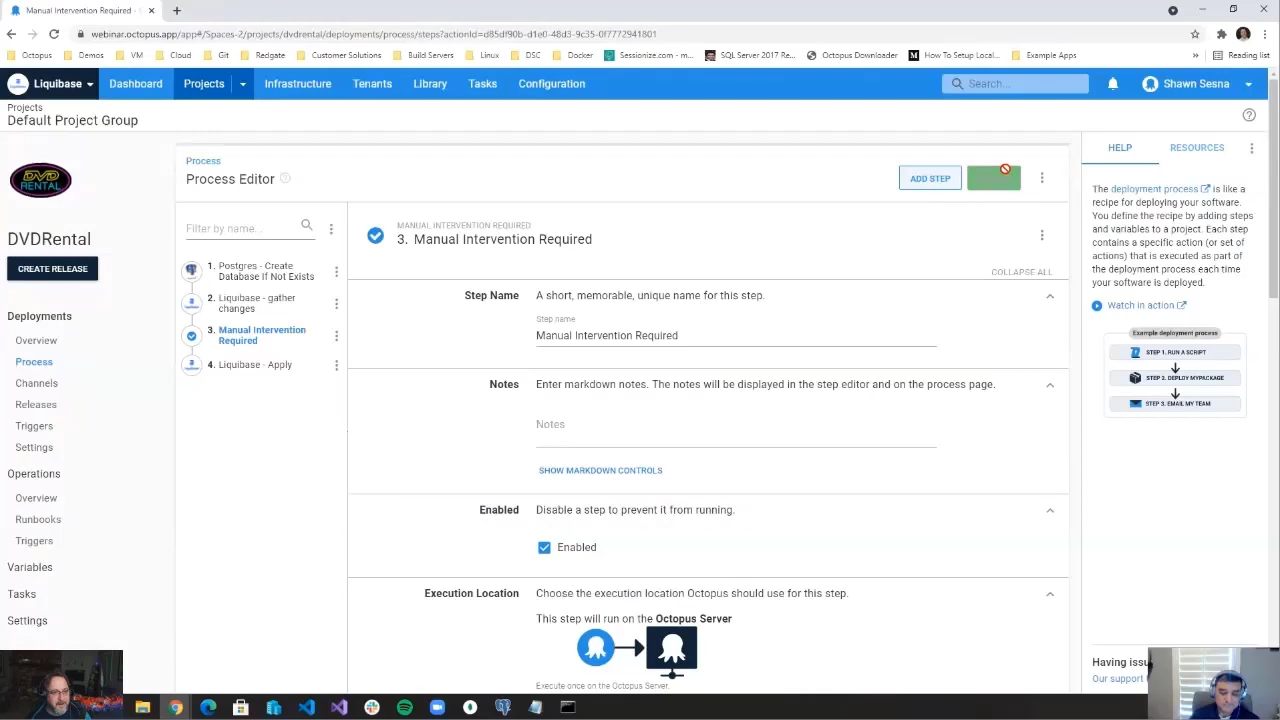 Manual Intervention Required - L
webinar.octopus.app/app#/Spaces-2/projects/dvdrental/deployments/process/steps?actionId=d85df90b-d1e0-48d3-9c35-0f7772941801
Octopus
Demos
VM
Cloud
Git
Redgate
Customer Solutions
Build Servers
Linux
DSC
Docker
Sessionize.com - m...
SQL Server 2017 Re...
Octopus Downloader
How To Setup Local...
Example Apps
»
Reading list
Liquibase
Dashboard
Projects
Infrastructure
Tenants
Library
Tasks
Configuration
Search...
Shawn Sesna
Projects
Default Project Group
DVD
RENTAL
DVDRental
CREATE RELEASE
Deployments
Overview
Process
Channels
Releases
Triggers
Settings
Operations
Overview
Runbooks
Triggers
Variables
Tasks
Settings
Process
Process Editor
ADD STEP
Filter by name...
1. Postgres - Create
Database If Not Exists
2. Liquibase - gather
changes
3. Manual Intervention
Required
4. Liquibase - Apply
MANUAL INTERVENTION REQUIRED
3. Manual Intervention Required
COLLAPSE ALL
Step Name
A short, memorable, unique name for this step.
Step name
Manual Intervention Required
Notes
Enter markdown notes. The notes will be displayed in the step editor and on the process page.
Notes
SHOW MARKDOWN CONTROLS
Enabled
Disable a step to prevent it from running.
Enabled
Execution Location
Choose the execution location Octopus should use for this step.
This step will run on the Octopus Server
Execute once on the Octopus Server.
HELP
RESOURCES
The deployment process is like a
recipe for deploying your software.
You define the recipe by adding steps
and variables to a project. Each step
contains a specific action (or set of
actions) that is executed as part of
the deployment process each time
your software is deployed.
Watch in action
Example deployment process
STEP 1. RUN A SCRIPT
STEP 2. DEPLOY MYPACKAGE
STEP 3. EMAIL MY TEAM
Having issu
Our support